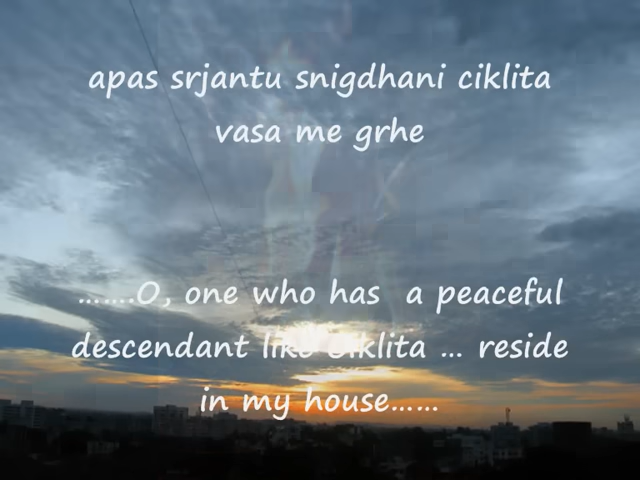 apas srjantu snigdhani ciklita
vasa me grhe
…….O, one who has a peaceful
descendant like ciklita … reside
in my house……